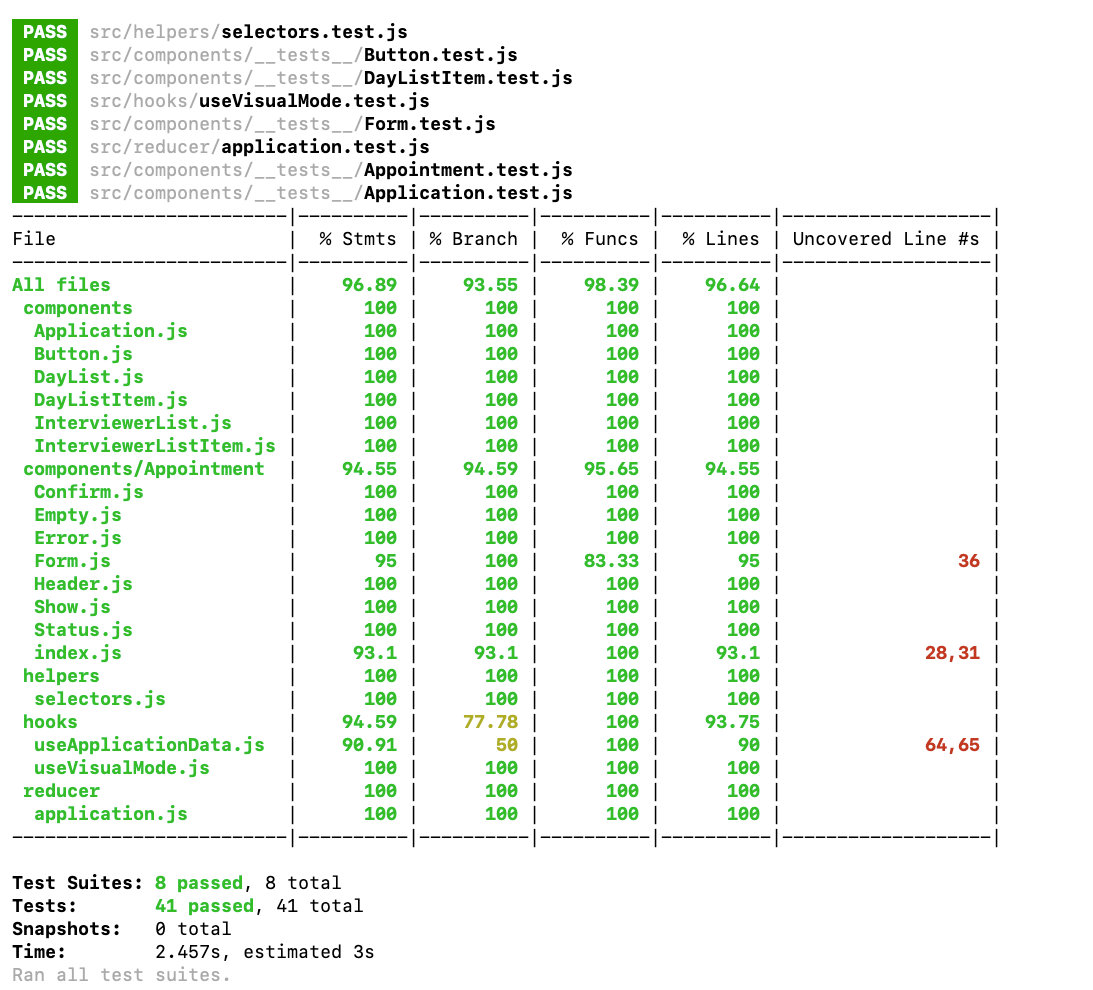 PASS src/helpers/selectors.test.js
PASS src/components/__tests__/Button.test.js
PASS src/components/__tests__/DayListItem.test.js
PASS src/hooks/useVisualMode.test.js
PASS src/components/__tests__/Form.test.js
PASS src/reducer/application.test.js
PASS src/components/__tests__/Appointment.test.js
PASS src/components/__tests__/Application.test.js
-------------------------|----------|----------|----------|----------|-------------------|
File                     |  % Stmts | % Branch |  % Funcs |  % Lines | Uncovered Line #s |
-------------------------|----------|----------|----------|----------|-------------------|
All files                |    96.89 |    93.55 |    98.39 |    96.64 |                   |
 components              |      100 |      100 |      100 |      100 |                   |
  Application.js         |      100 |      100 |      100 |      100 |                   |
  Button.js              |      100 |      100 |      100 |      100 |                   |
  DayList.js             |      100 |      100 |      100 |      100 |                   |
  DayListItem.js         |      100 |      100 |      100 |      100 |                   |
  InterviewerList.js     |      100 |      100 |      100 |      100 |                   |
  InterviewerListItem.js |      100 |      100 |      100 |      100 |                   |
 components/Appointment  |    94.55 |    94.59 |    95.65 |    94.55 |                   |
  Confirm.js             |      100 |      100 |      100 |      100 |                   |
  Empty.js               |      100 |      100 |      100 |      100 |                   |
  Error.js               |      100 |      100 |      100 |      100 |                   |
  Form.js                |       95 |      100 |    83.33 |       95 |                36 |
  Header.js              |      100 |      100 |      100 |      100 |                   |
  Show.js                |      100 |      100 |      100 |      100 |                   |
  Status.js              |      100 |      100 |      100 |      100 |                   |
  index.js               |     93.1 |     93.1 |      100 |     93.1 |             28,31 |
 helpers                 |      100 |      100 |      100 |      100 |                   |
  selectors.js           |      100 |      100 |      100 |      100 |                   |
 hooks                   |    94.59 |    77.78 |      100 |    93.75 |                   |
  useApplicationData.js  |    90.91 |       50 |      100 |       90 |             64,65 |
  useVisualMode.js       |      100 |      100 |      100 |      100 |                   |
 reducer                 |      100 |      100 |      100 |      100 |                   |
  application.js         |      100 |      100 |      100 |      100 |                   |
-------------------------|----------|----------|----------|----------|-------------------|
Test Suites: 8 passed, 8 total
Tests:       41 passed, 41 total
Snapshots:   0 total
Time:        2.457s, estimated 3s
Ran all test suites.